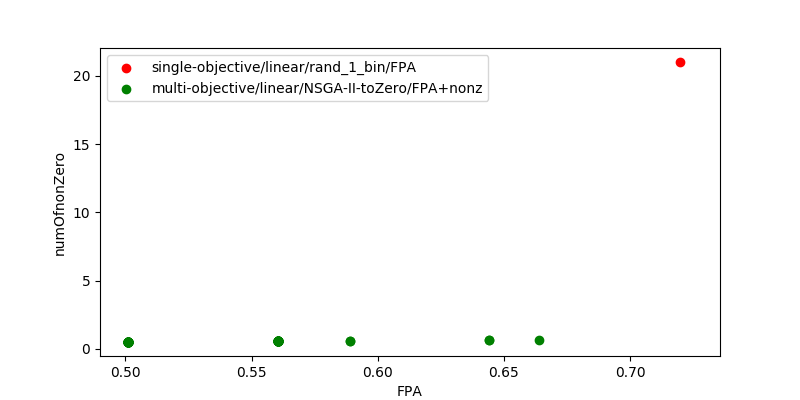 single-objective/linear/rand_1_bin/FPA
multi-objective/linear/NSGA-II-toZero/FPA+nonz
20
15
10
5
0
numOfnonZero
0.50 0.55 0.60 0.65 0.70
FPA